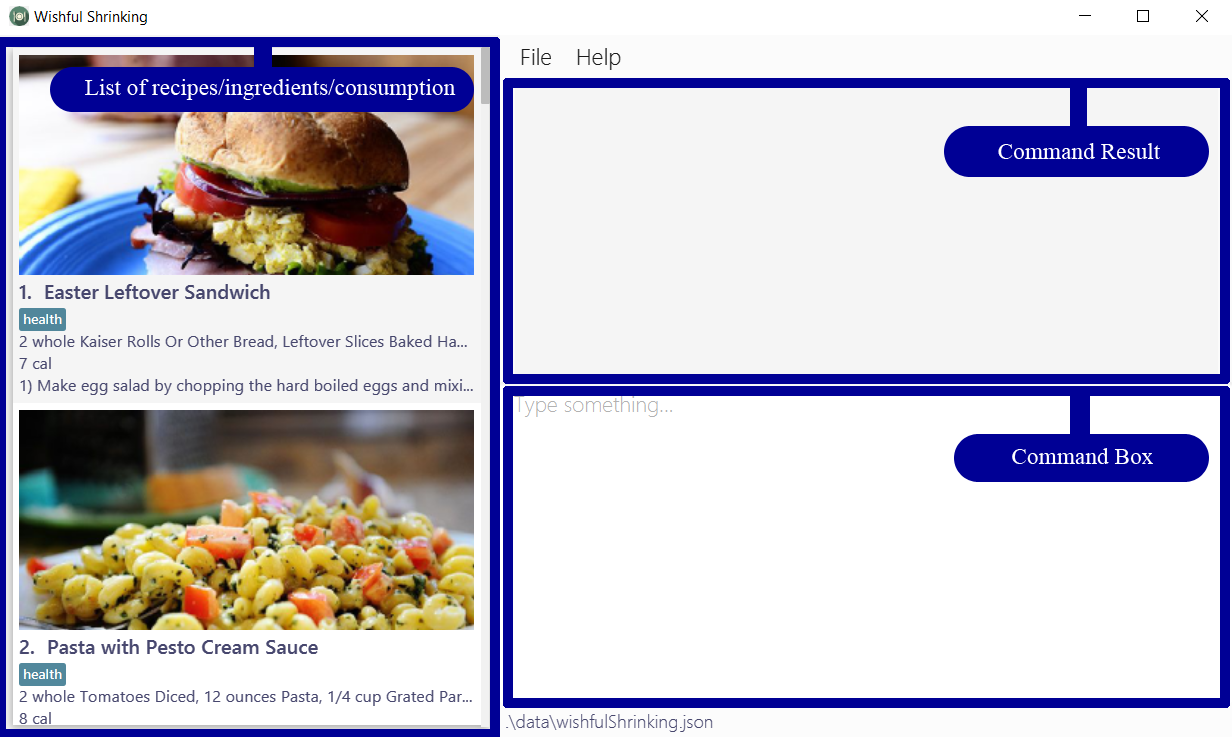 Wishful Shrinking
List of recipes/ingredients/consumption
1. Easter Leftover Sandwich
health
2 whole Kaiser Rolls Or Other Bread, Leftover Slices Baked Ha...
7 cal
1) Make egg salad by chopping the hard boiled eggs and mixi...
2. Pasta with Pesto Cream Sauce
health
2 whole Tomatoes Diced, 12 ounces Pasta, 1/4 cup Grated Par...
8 cal
File Help
Command Result
Type something...
Command Box
.\data\wishfulShrinking.json